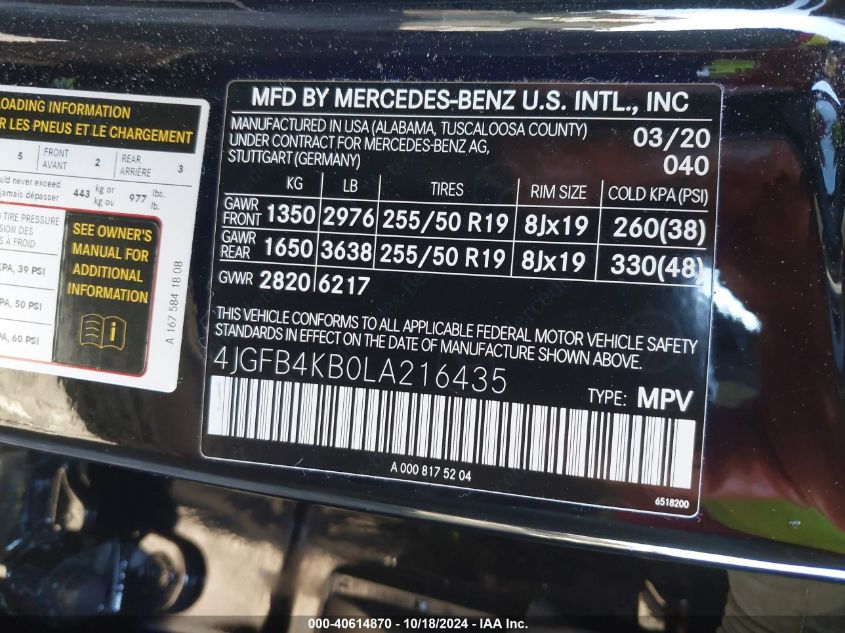 LOADING INFORMATION
R LES PNEUS ET LE CHARGEMENT
5 FRONT AVANT 2 REAR ARRIÈRE 3
uld never exceed
jamais dépasser 443 kg or kg ou 977 lbs. lb.
D TIRE PRESSURE
SION DES
S À FROID
KPA, 39 PSI
KPA, 50 PSI
KPA, 60 PSI
SEE OWNER'S
MANUAL FOR
ADDITIONAL
INFORMATION
A 167 584 18 08
MFD BY MERCEDES-BENZ U.S. INTL., INC
MANUFACTURED IN USA (ALABAMA, TUSCALOOSA COUNTY) 03/20
UNDER CONTRACT FOR MERCEDES-BENZ AG,
STUTTGART (GERMANY) 040
KG LB TIRES RIM SIZE COLD KPA (PSI)
GAWR FRONT 1350 2976 255/50 R19 8Jx19 260(38)
GAWR REAR 1650 3638 255/50 R19 8Jx19 330(48)
GWR 2820 6217
THIS VEHICLE CONFORMS TO ALL APPLICABLE FEDERAL MOTOR VEHICLE SAFETY
STANDARDS IN EFFECT ON THE DATE OF MANUFACTURE SHOWN ABOVE.
4JGFB4KB0LA216435
TYPE: MPV
A 000 817 52 04
6518200
000-40614870 - 10/18/2024 - IAA Inc.